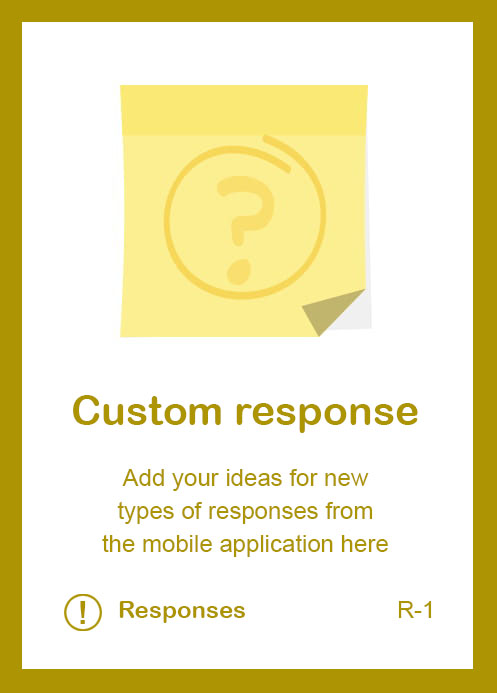 ?
Custom response
Add your ideas for new
types of responses from
the mobile application here
! Responses R-1